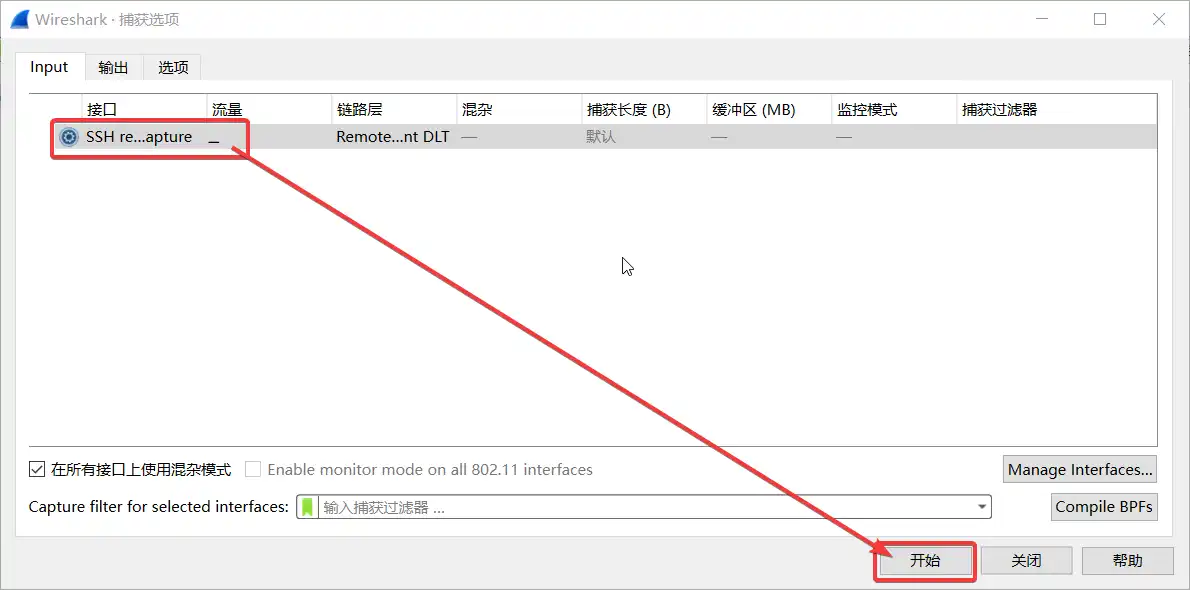 Wireshark · 捕获选项
Input 输出 选项
接口 流量 链路层 混杂 捕获长度 (B) 缓冲区 (MB) 监控模式 捕获过滤器
SSH re...apture _ Remote...nt DLT — 默认 — —
在所有接口上使用混杂模式 Enable monitor mode on all 802.11 interfaces Manage Interfaces...
Capture filter for selected interfaces: 输入捕获过滤器 ... Compile BPFs
开始 关闭 帮助